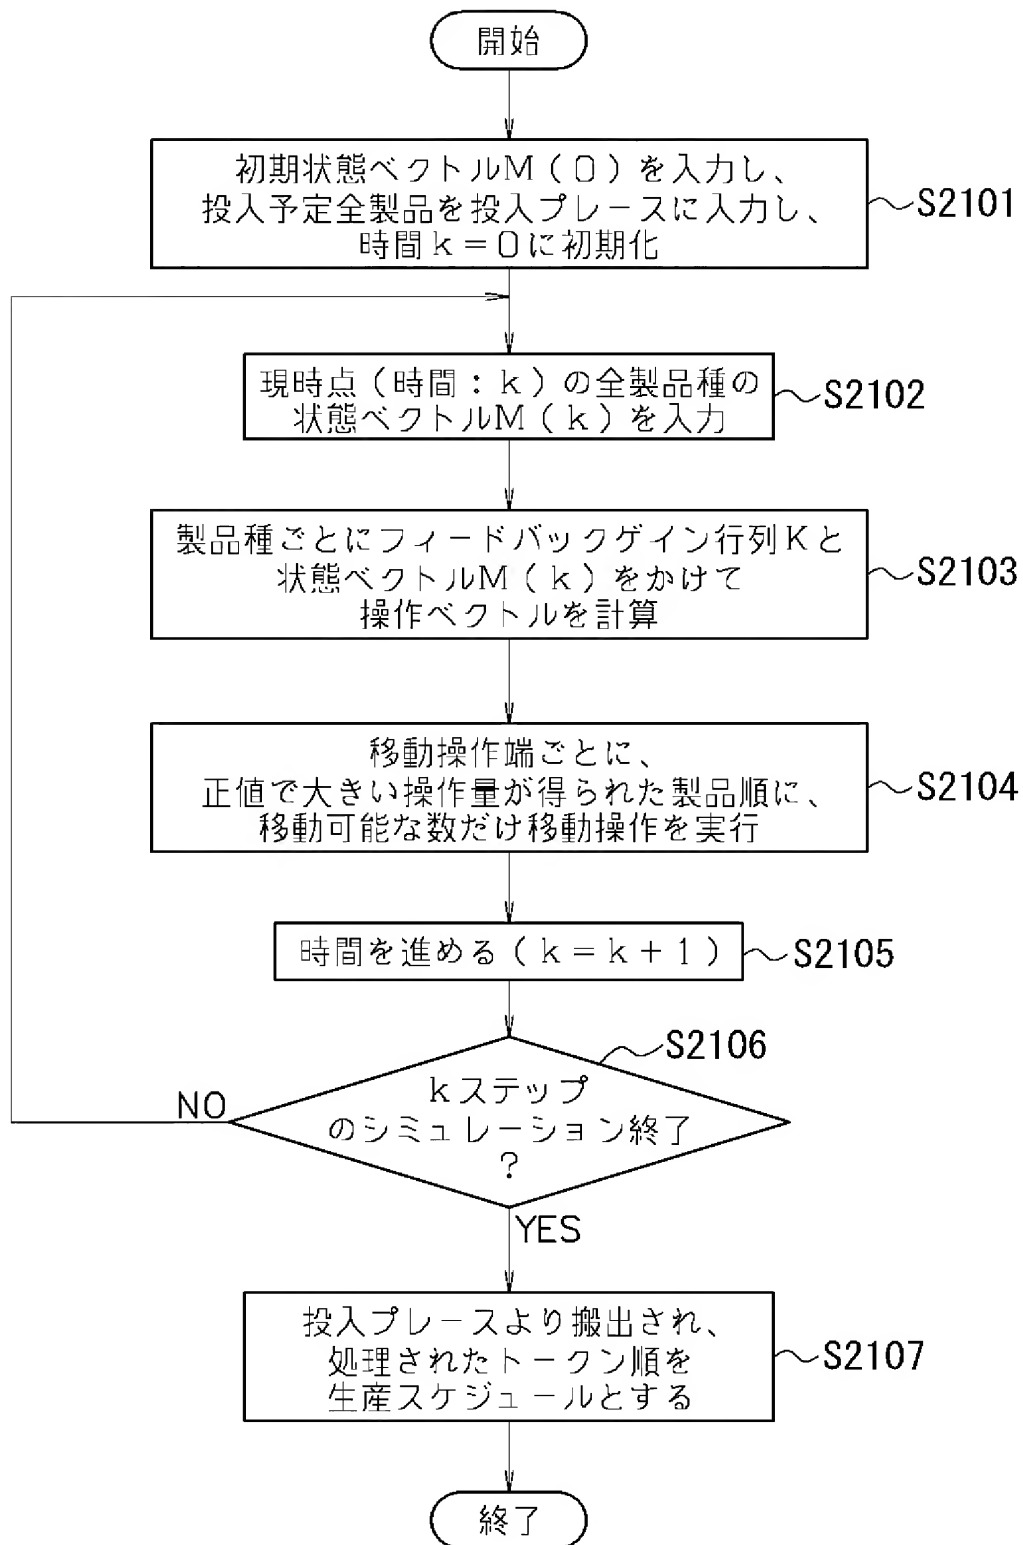 開始
初期状態ベクトルM(0)を入力し、
投入予定全製品を投入プレースに入力し、
時間k=0に初期化
S2101
現時点(時間:k)の全製品種の
状態ベクトルM(k)を入力
S2102
製品種ごとにフィードバックゲイン行列Kと
状態ベクトルM(k)をかけて
操作ベクトルを計算
S2103
移動操作端ごとに、
正値で大きい操作量が得られた製品順に、
移動可能な数だけ移動操作を実行
S2104
時間を進める(k=k+1)
S2105
S2106
kステップ
のシミュレーション終了
?
NO
YES
投入プレースより搬出され、
処理されたトークン順を
生産スケジュールとする
S2107
終了